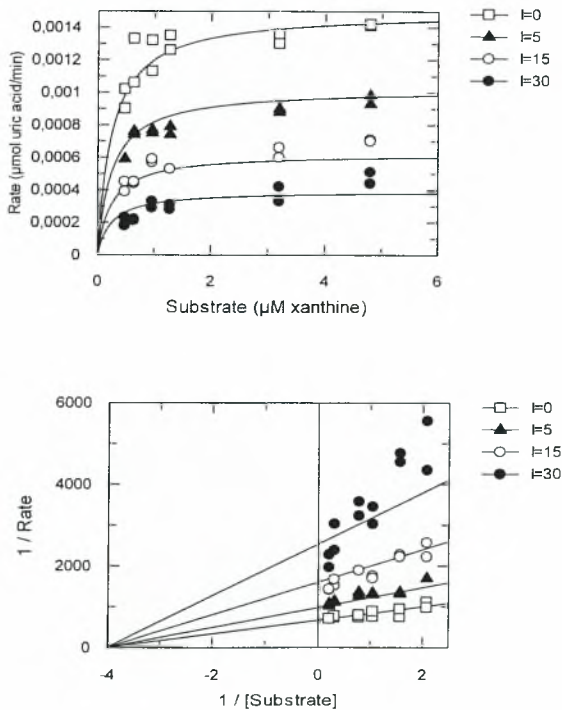 0,0014
0,0012
0,001
0,0008
0,0006
0,0004
0,0002
0
Rate (µmol uric acid/min)
0 2 4 6
Substrate (µM xanthine)
I=0
I=5
I=15
I=30
6000
4000
2000
0
1 / Rate
-4 -2 0 2
1 / [Substrate]
I=0
I=5
I=15
I=30